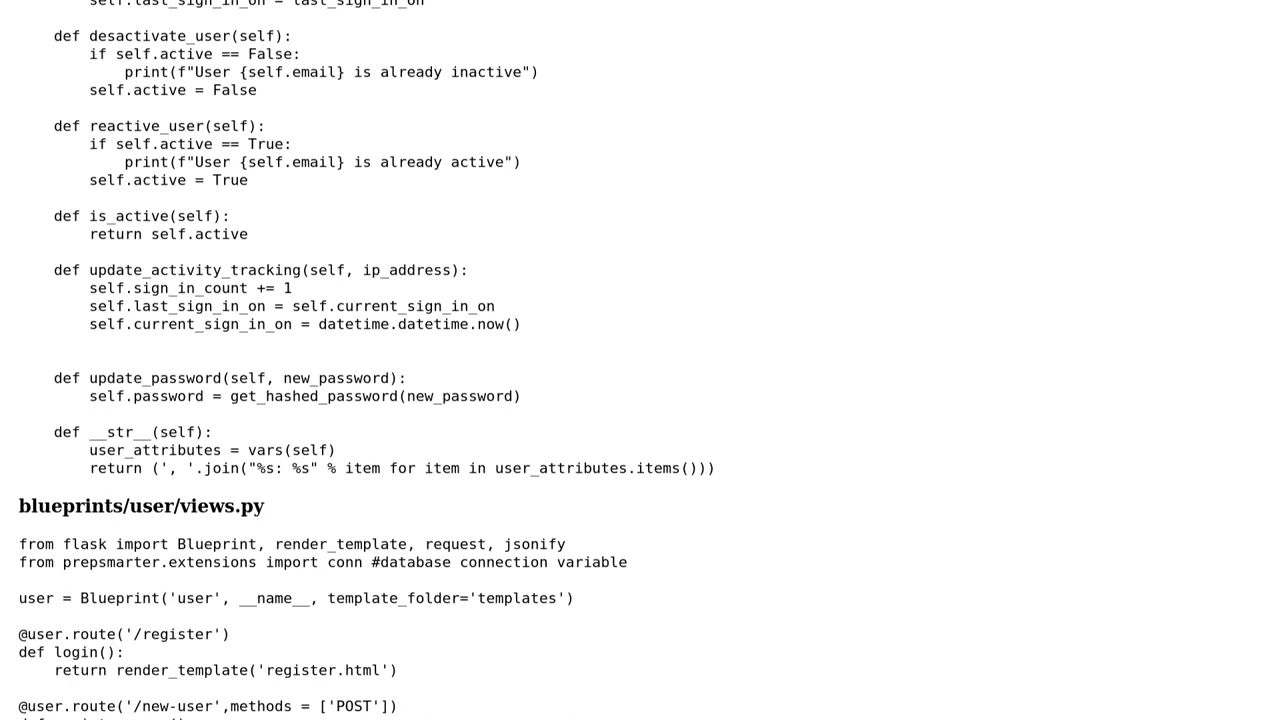 self.last_sign_in_on = last_sign_in_on
def desactivate_user(self):
if self.active == False:
print(f"User {self.email} is already inactive")
self.active = False
def reactive_user(self):
if self.active == True:
print(f"User {self.email} is already active")
self.active = True
def is_active(self):
return self.active
def update_activity_tracking(self, ip_address):
self.sign_in_count += 1
self.last_sign_in_on = self.current_sign_in_on
self.current_sign_in_on = datetime.datetime.now()
def update_password(self, new_password):
self.password = get_hashed_password(new_password)
def __str__(self):
user_attributes = vars(self)
return (', '.join("%s: %s" % item for item in user_attributes.items()))
blueprints/user/views.py
from flask import Blueprint, render_template, request, jsonify
from prepsmarter.extensions import conn #database connection variable
user = Blueprint('user', __name__, template_folder='templates')
@user.route('/register')
def login():
return render_template('register.html')
@user.route('/new-user',methods = ['POST'])